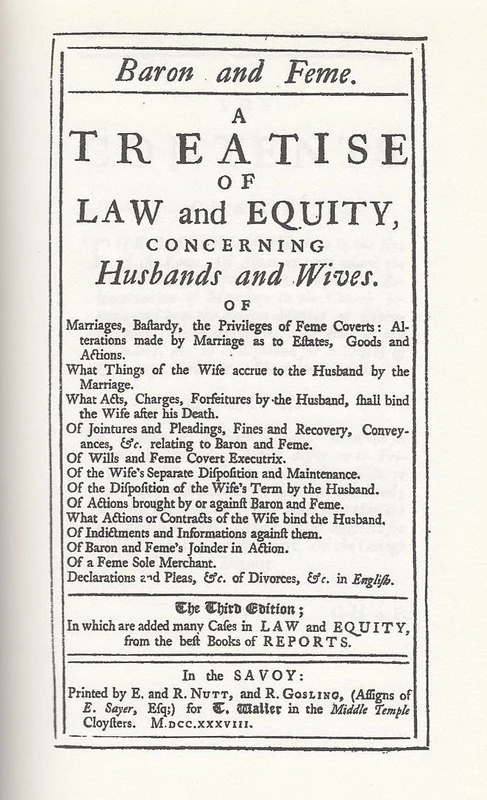 Baron and Feme.
A
TREATISE
OF
LAW and EQUITY,
CONCERNING
Husbands and Wives.
OF
Marriages, Baſtardy, the Privileges of Feme Coverts: Al-
terations made by Marriage as to Eſtates, Goods and
Actions.
What Things of the Wife accrue to the Husband by the
Marriage.
What Acts, Charges, Forfeitures by the Husband, ſhall bind
the Wife after his Death.
Of Jointures and Pleadings, Fines and Recovery, Convey-
ances, &c. relating to Baron and Feme.
Of Wills and Feme Covert Executrix.
Of the Wife's Separate Diſpoſition and Maintenance.
Of the Diſpoſition of the Wife's Term by the Husband.
Of Actions brought by or againſt Baron and Feme.
What Actions or Contracts of the Wife bind the Husband.
Of Indictments and Informations againſt them.
Of Baron and Feme's Joinder in Action.
Of a Feme Sole Merchant.
Declarations and Pleas, &c. of Divorces, &c. in Engliſh.
The Third Edition;
In which are added many Caſes in LAW and EQUITY,
from the beſt Books of REPORTS.
In the SAVOY:
Printed by E. and R. NUTT, and R. GOSLING, (Aſſigns of
E. Sayer, Eſq;) for T. Waller in the Middle Temple
Cloyſters. M.DCC.XXXVIII.